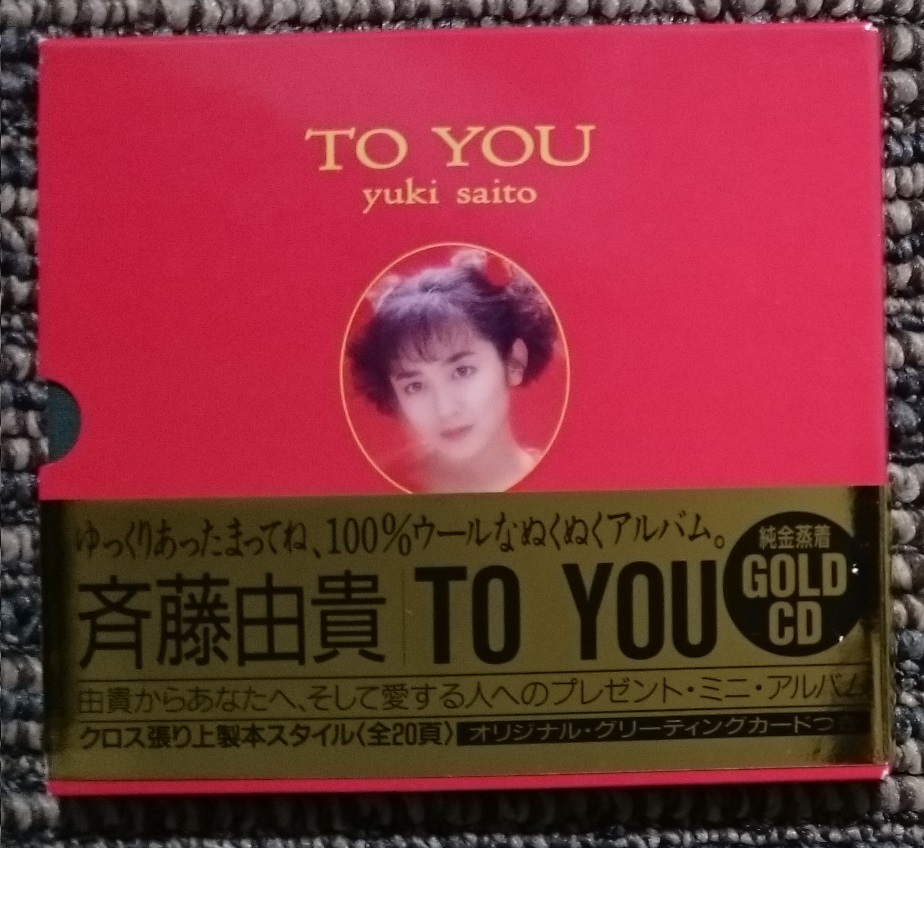 TO YOU
yuki saito
ゆっくりあったまってね、100%ウールなぬくぬくアルバム。
純金蒸着
GOLD
CD
斉藤由貴 TO YOU
由貴からあなたへ、そして愛する人へのプレゼント・ミニ・アルバム
クロス張り上製本スタイル〈全20頁〉 オリジナル・グリーティングカードつ